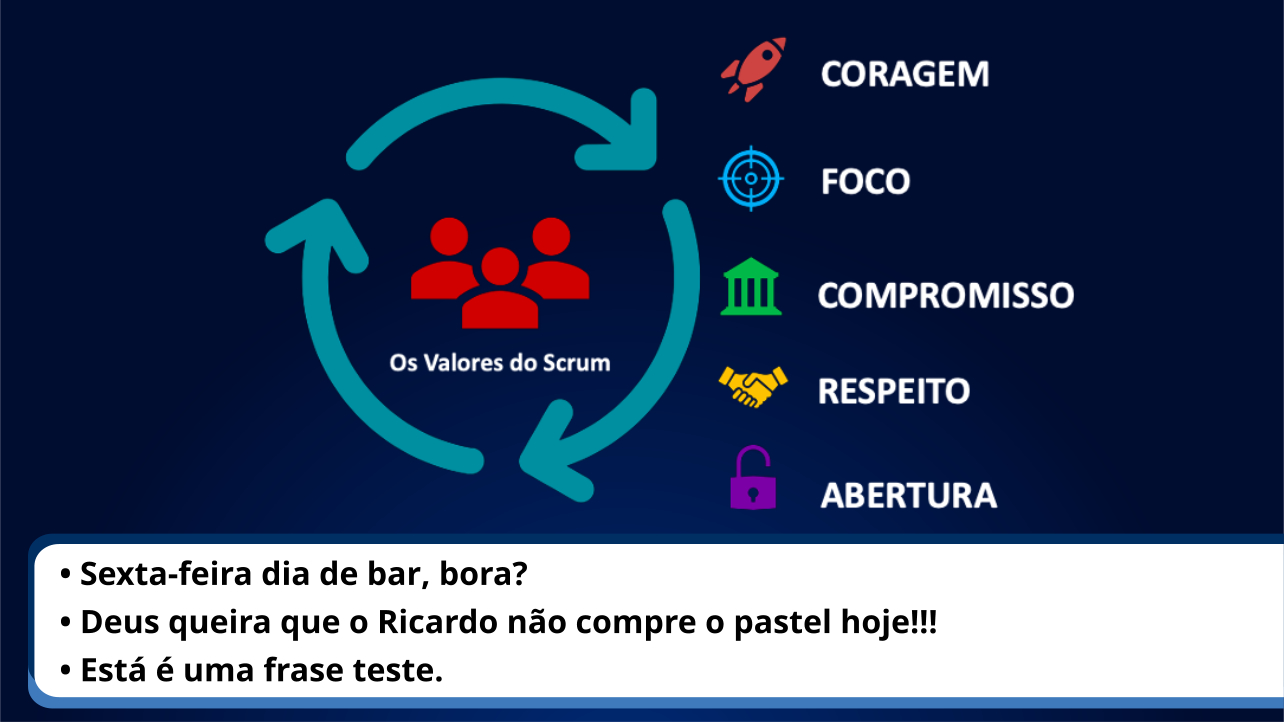 CORAGEM
FOCO
COMPROMISSO
Os Valores do Scrum
RESPEITO
ABERTURA
• Sexta-feira dia de bar, bora?
• Deus queira que o Ricardo não compre o pastel hoje!!!
• Está é uma frase teste.